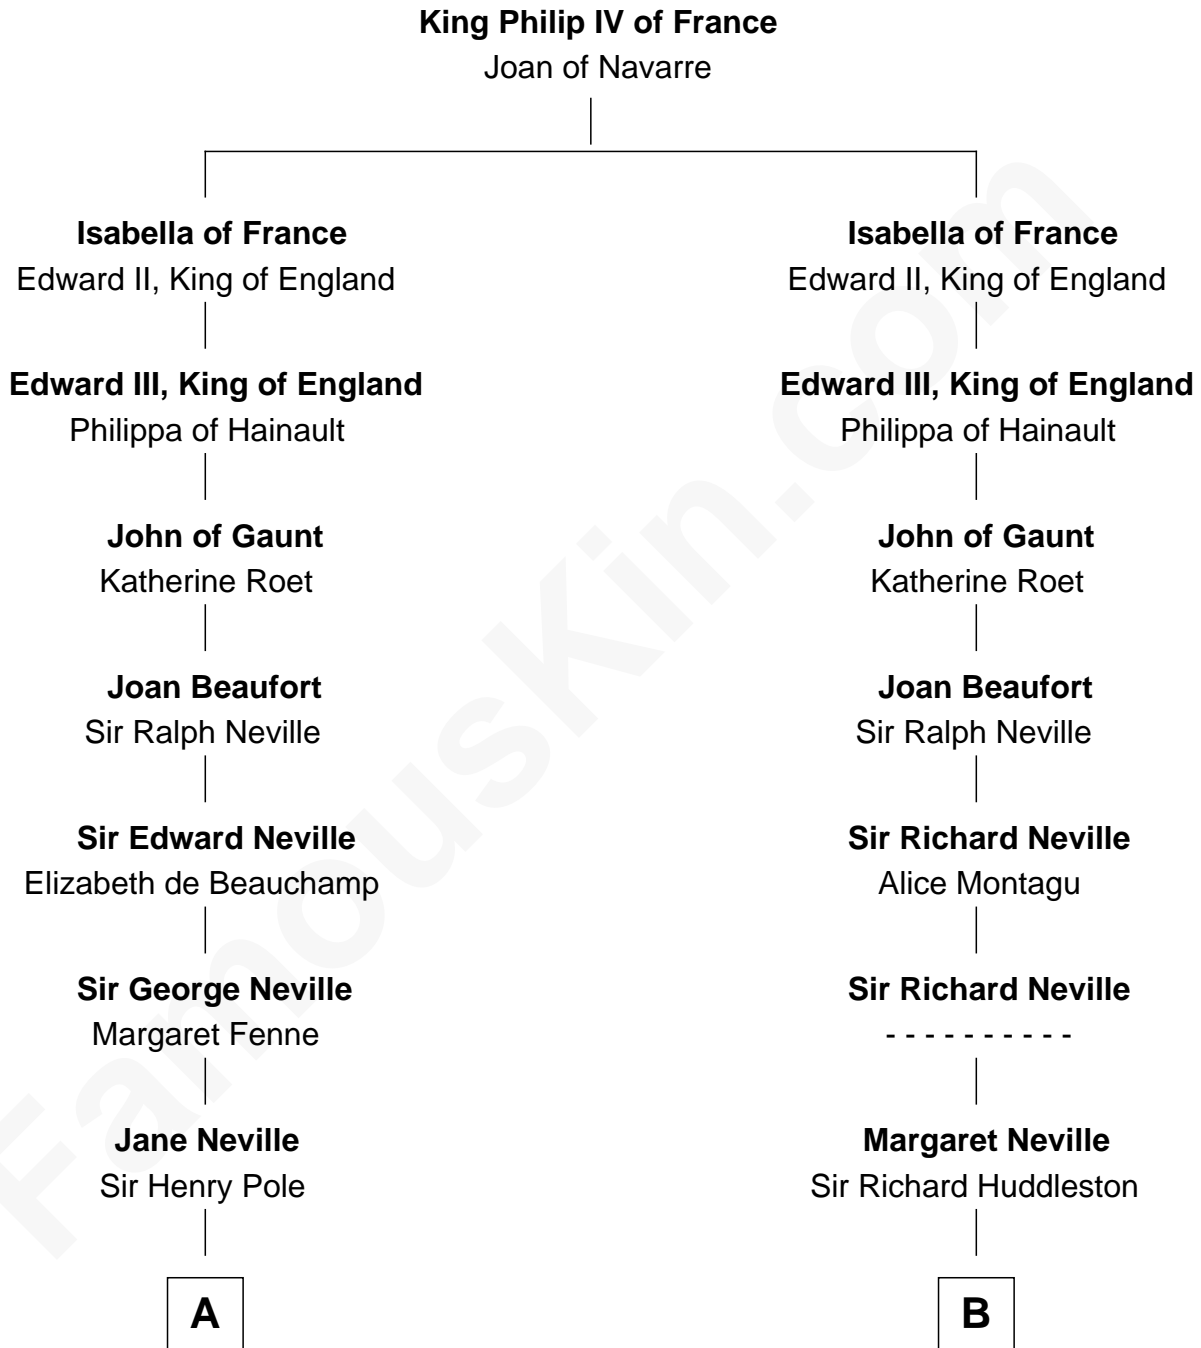 King Philip IV of France
Joan of Navarre
Isabella of France
Edward II, King of England
Edward III, King of England
Philippa of Hainault
John of Gaunt
Katherine Roet
Joan Beaufort
Sir Ralph Neville
Sir Edward Neville
Elizabeth de Beauchamp
Sir George Neville
Margaret Fenne
Jane Neville
Sir Henry Pole
A
Isabella of France
Edward II, King of England
Edward III, King of England
Philippa of Hainault
John of Gaunt
Katherine Roet
Joan Beaufort
Sir Ralph Neville
Sir Richard Neville
Alice Montagu
Sir Richard Neville
- - - - - - - - - -
Margaret Neville
Sir Richard Huddleston
B
FamousKin.com